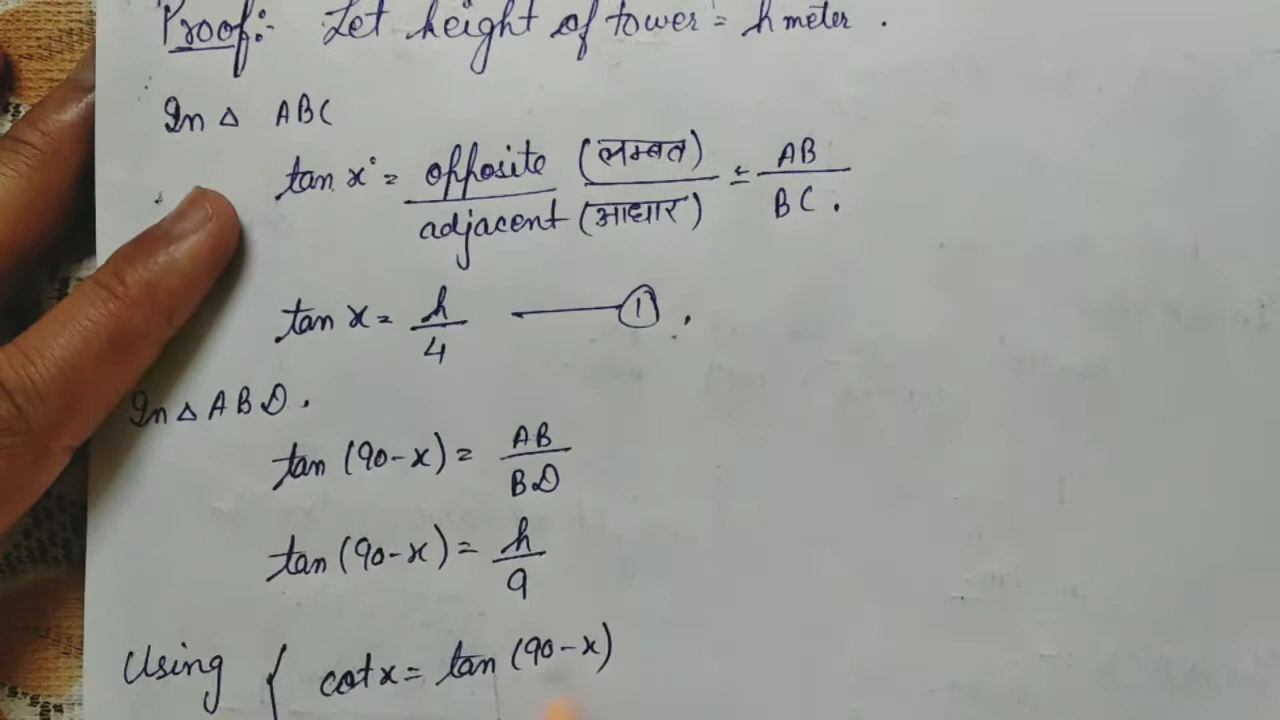 Proof:- Let height of tower = h meter.
In △ ABC
tan x° = opposite (लम्बत) / adjacent (आधार) = AB / BC.
tan x = h / 4 —— ①.
In △ ABD.
tan (90-x) = AB / BD
tan (90-x) = h / 9
Using { cot x = tan (90-x)